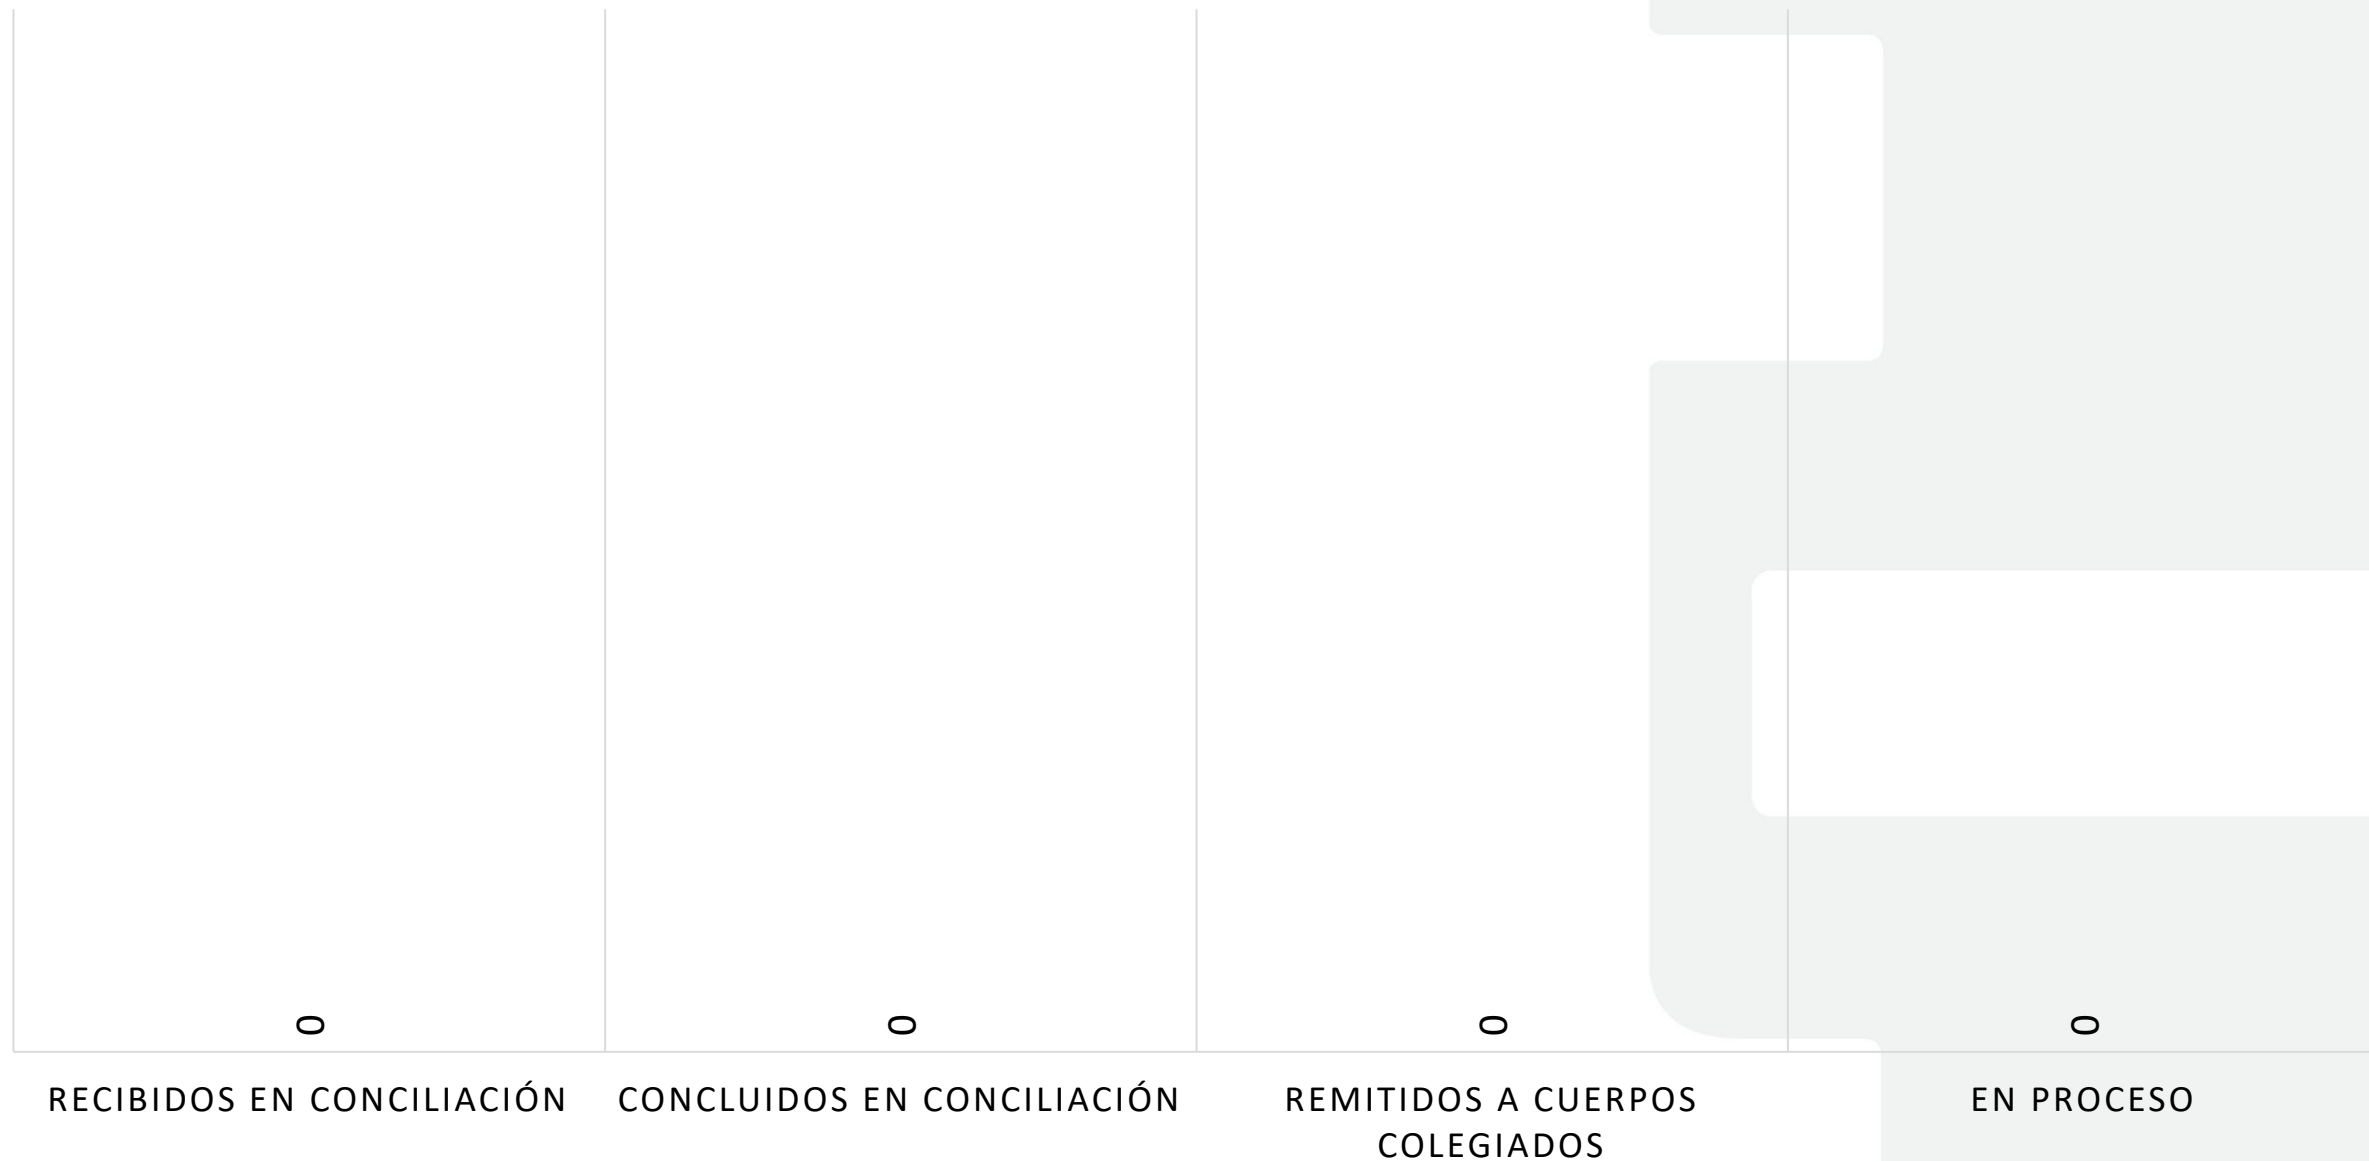 0 0 0 0
RECIBIDOS EN CONCILIACIÓN CONCLUIDOS EN CONCILIACIÓN REMITIDOS A CUERPOS EN PROCESO
COLEGIADOS